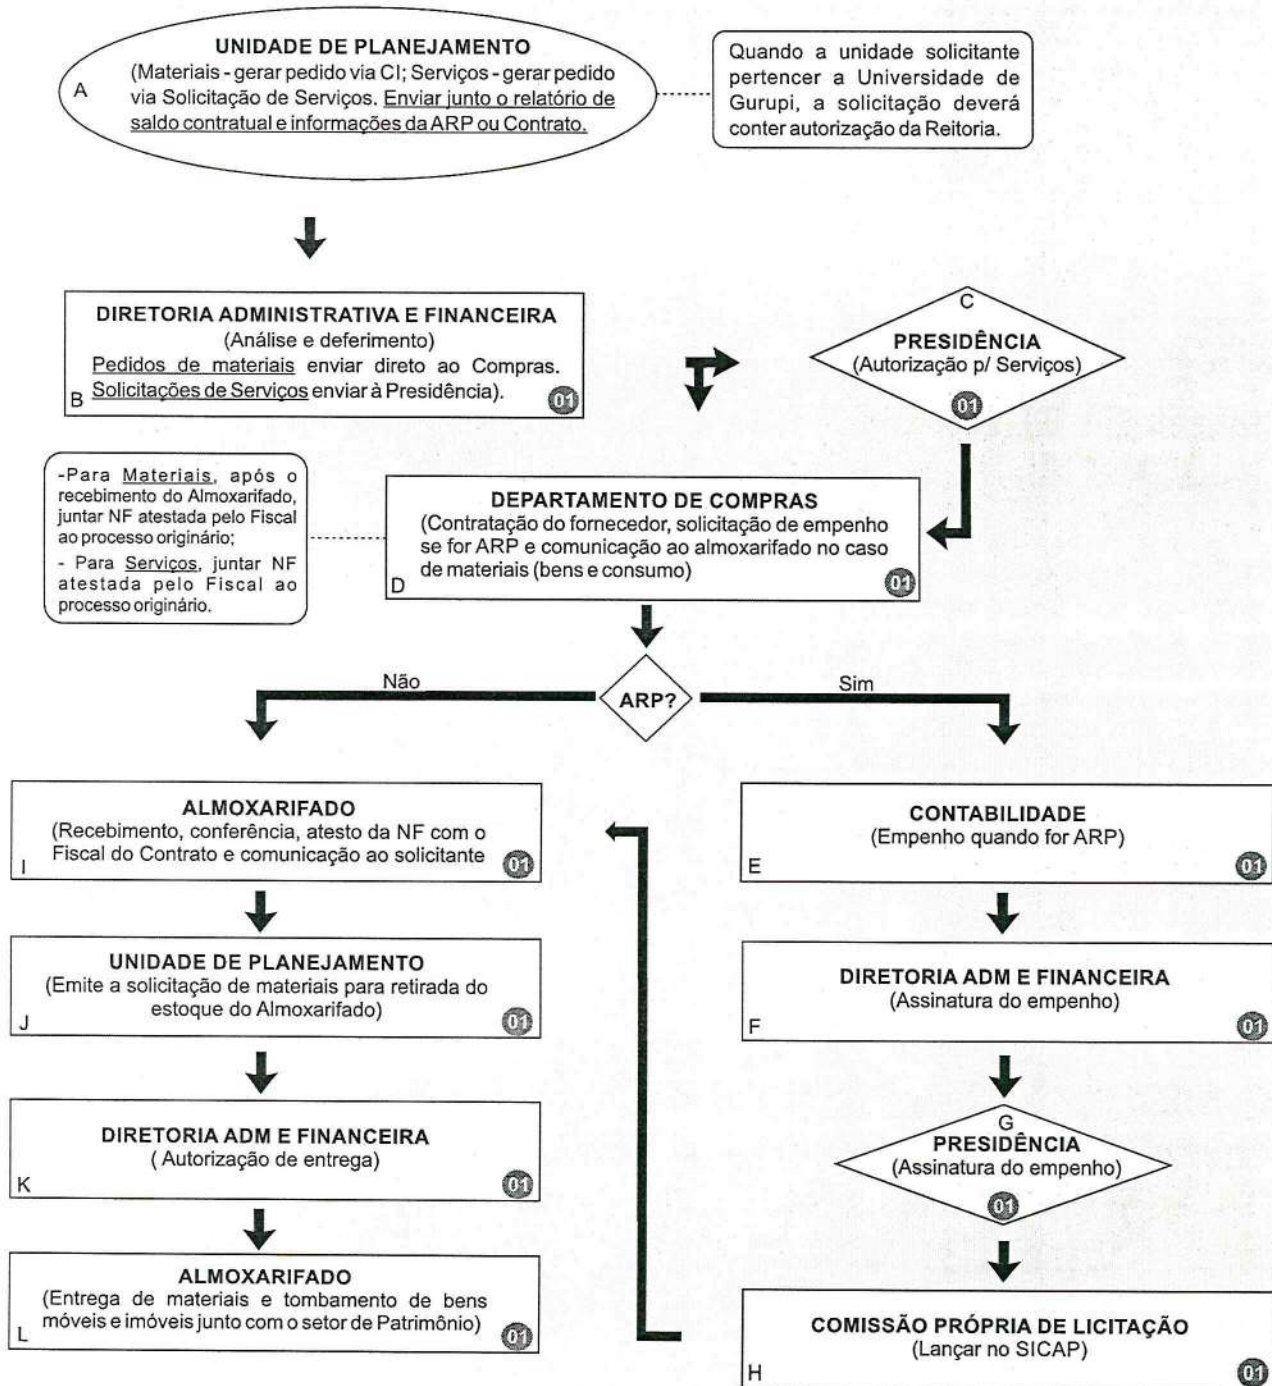 UNIDADE DE PLANEJAMENTO
(Materiais - gerar pedido via CI; Serviços - gerar pedido
via Solicitação de Serviços. Enviar junto o relatório de
saldo contratual e informações da ARP ou Contrato.
A
Quando a unidade solicitante
pertencer a Universidade de
Gurupi, a solicitação deverá
conter autorização da Reitoria.
DIRETORIA ADMINISTRATIVA E FINANCEIRA
(Análise e deferimento)
Pedidos de materiais enviar direto ao Compras.
Solicitações de Serviços enviar à Presidência).
B
01
C
PRESIDÊNCIA
(Autorização p/ Serviços)
01
-Para Materiais, após o
recebimento do Almoxarifado,
juntar NF atestada pelo Fiscal
ao processo originário;
- Para Serviços, juntar NF
atestada pelo Fiscal ao
processo originário.
DEPARTAMENTO DE COMPRAS
(Contratação do fornecedor, solicitação de empenho
se for ARP e comunicação ao almoxarifado no caso
de materiais (bens e consumo)
D
01
Não
ARP?
Sim
ALMOXARIFADO
(Recebimento, conferência, atesto da NF com o
Fiscal do Contrato e comunicação ao solicitante
I
01
CONTABILIDADE
(Empenho quando for ARP)
E
01
UNIDADE DE PLANEJAMENTO
(Emite a solicitação de materiais para retirada do
estoque do Almoxarifado)
J
01
DIRETORIA ADM E FINANCEIRA
(Assinatura do empenho)
F
01
DIRETORIA ADM E FINANCEIRA
( Autorização de entrega)
K
01
G
PRESIDÊNCIA
(Assinatura do empenho)
01
ALMOXARIFADO
(Entrega de materiais e tombamento de bens
móveis e imóveis junto com o setor de Patrimônio)
L
01
COMISSÃO PRÓPRIA DE LICITAÇÃO
(Lançar no SICAP)
H
01